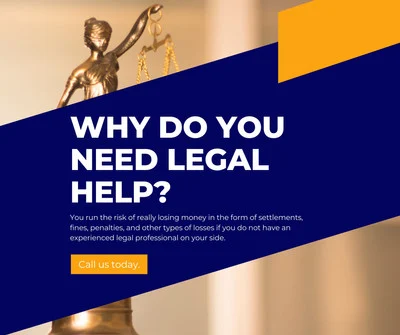 WHY DO YOU
NEED LEGAL
HELP?
You run the risk of really losing money in the form of settlements,
fines, penalties, and other types of losses if you do not have an
experienced legal professional on your side.
Call us today.